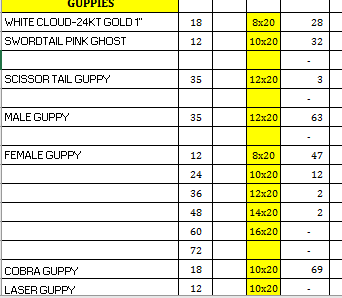 GUPPIES
WHITE CLOUD-24KT GOLD 1" 18 8x20 28
SWORDTAIL PINK GHOST 12 10x20 32
-
SCISSOR TAIL GUPPY 35 12x20 3
-
MALE GUPPY 35 12x20 63
-
FEMALE GUPPY 12 8x20 47
24 10x20 12
36 12x20 2
48 14x20 2
60 16x20 -
72 -
COBRA GUPPY 18 10x20 69
LASER GUPPY 12 10x20 -